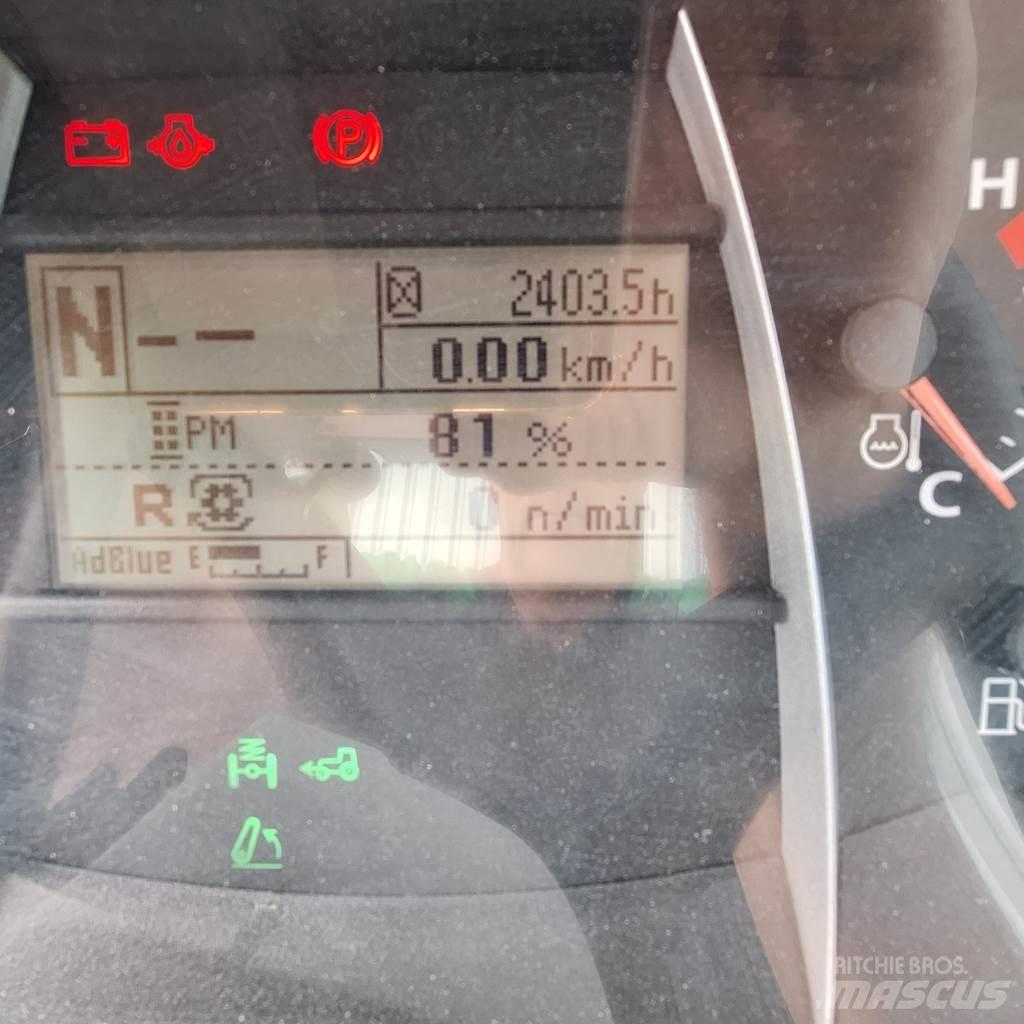 P
H
N -- 2403.5h
0.00 km/h
PM 81 %
C
R 0 n/min
AdBlue E F
RITCHIE BROS.
MASCUS